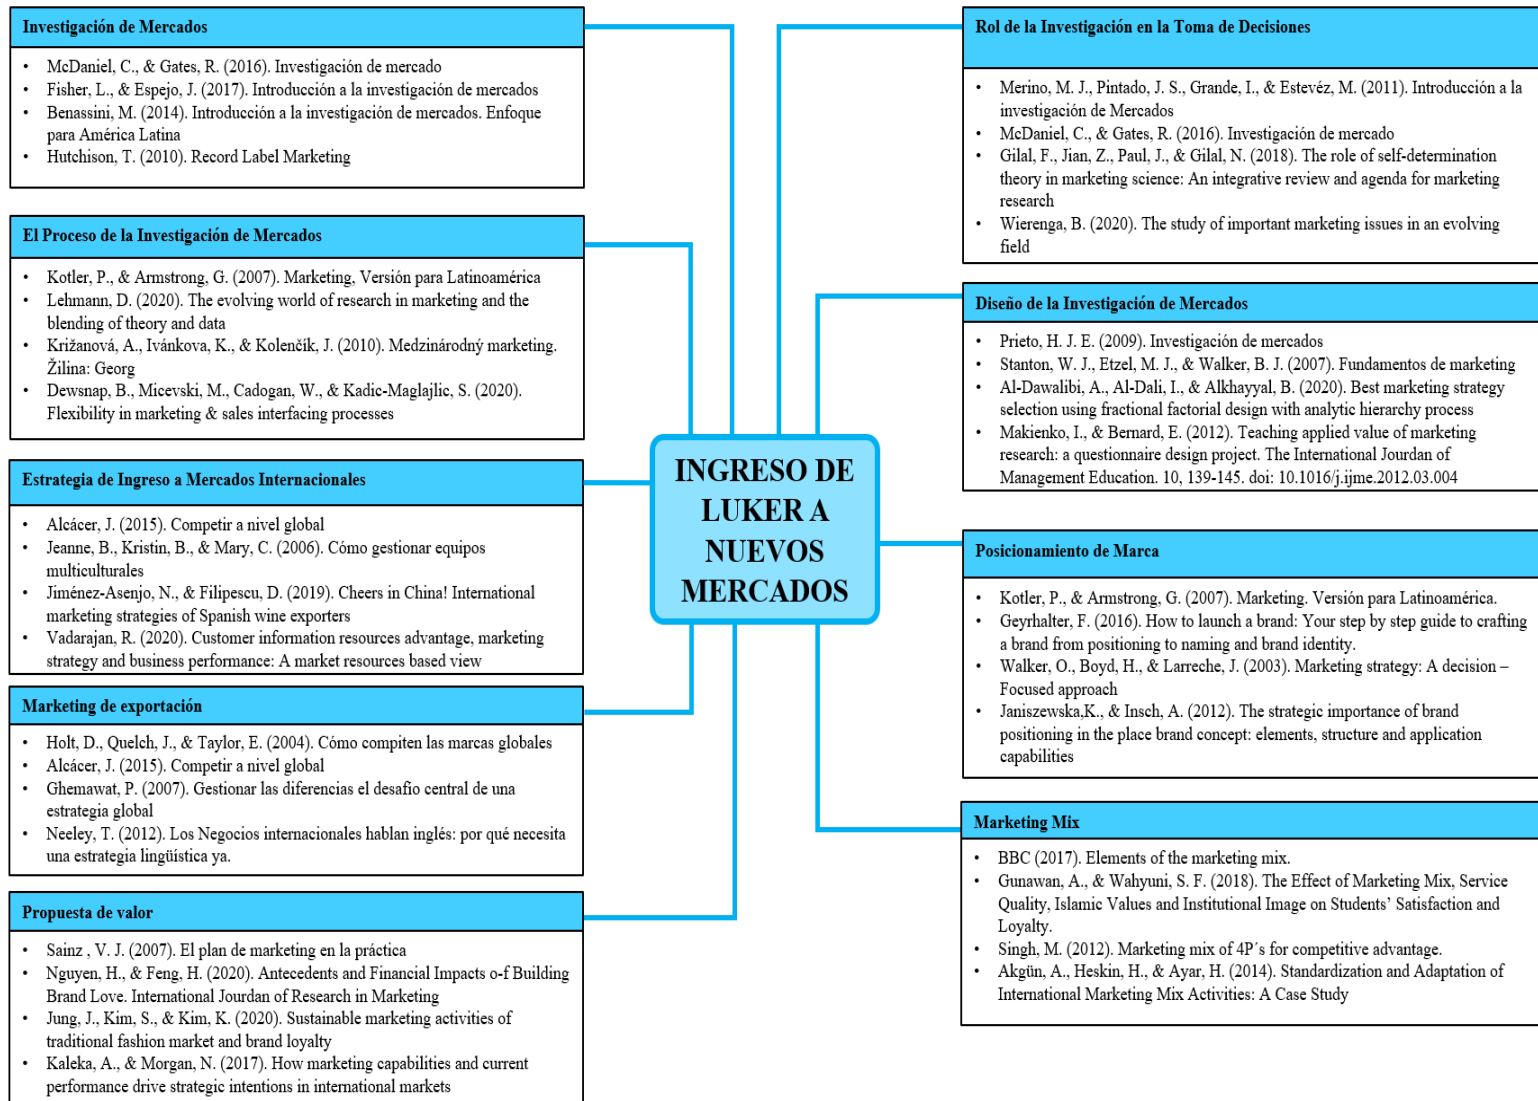 Investigación de Mercados
• McDaniel, C., & Gates, R. (2016). Investigación de mercado
• Fisher, L., & Espejo, J. (2017). Introducción a la investigación de mercados
• Benassini, M. (2014). Introducción a la investigación de mercados. Enfoque
para América Latina
• Hutchison, T. (2010). Record Label Marketing
El Proceso de la Investigación de Mercados
• Kotler, P., & Armstrong, G. (2007). Marketing, Versión para Latinoamérica
• Lehmann, D. (2020). The evolving world of research in marketing and the
blending of theory and data
• Križanová, A., Ivánkova, K., & Kolenčík, J. (2010). Medzinárodný marketing.
Žilina: Georg
• Dewsnap, B., Micevski, M., Cadogan, W., & Kadic-Maglajlic, S. (2020).
Flexibility in marketing & sales interfacing processes
Estrategia de Ingreso a Mercados Internacionales
• Alcácer, J. (2015). Competir a nivel global
• Jeanne, B., Kristin, B., & Mary, C. (2006). Cómo gestionar equipos
multiculturales
• Jiménez-Asenjo, N., & Filipescu, D. (2019). Cheers in China! International
marketing strategies of Spanish wine exporters
• Vadarajan, R. (2020). Customer information resources advantage, marketing
strategy and business performance: A market resources based view
Marketing de exportación
• Holt, D., Quelch, J., & Taylor, E. (2004). Cómo compiten las marcas globales
• Alcácer, J. (2015). Competir a nivel global
• Ghemawat, P. (2007). Gestionar las diferencias el desafío central de una
estrategia global
• Neeley, T. (2012). Los Negocios internacionales hablan inglés: por qué necesita
una estrategia lingüística ya.
Propuesta de valor
• Sainz , V. J. (2007). El plan de marketing en la práctica
• Nguyen, H., & Feng, H. (2020). Antecedents and Financial Impacts o-f Building
Brand Love. International Jourdan of Research in Marketing
• Jung, J., Kim, S., & Kim, K. (2020). Sustainable marketing activities of
traditional fashion market and brand loyalty
• Kaleka, A., & Morgan, N. (2017). How marketing capabilities and current
performance drive strategic intentions in international markets
INGRESO DE
LUKER A
NUEVOS
MERCADOS
Rol de la Investigación en la Toma de Decisiones
• Merino, M. J., Pintado, J. S., Grande, I., & Estevéz, M. (2011). Introducción a la
investigación de Mercados
• McDaniel, C., & Gates, R. (2016). Investigación de mercado
• Gilal, F., Jian, Z., Paul, J., & Gilal, N. (2018). The role of self-determination
theory in marketing science: An integrative review and agenda for marketing
research
• Wierenga, B. (2020). The study of important marketing issues in an evolving
field
Diseño de la Investigación de Mercados
• Prieto, H. J. E. (2009). Investigación de mercados
• Stanton, W. J., Etzel, M. J., & Walker, B. J. (2007). Fundamentos de marketing
• Al-Dawalibi, A., Al-Dali, I., & Alkhayyal, B. (2020). Best marketing strategy
selection using fractional factorial design with analytic hierarchy process
• Makienko, I., & Bernard, E. (2012). Teaching applied value of marketing
research: a questionnaire design project. The International Jourdan of
Management Education. 10, 139-145. doi: 10.1016/j.ijme.2012.03.004
Posicionamiento de Marca
• Kotler, P., & Armstrong, G. (2007). Marketing. Versión para Latinoamérica.
• Geyrhalter, F. (2016). How to launch a brand: Your step by step guide to crafting
a brand from positioning to naming and brand identity.
• Walker, O., Boyd, H., & Larreche, J. (2003). Marketing strategy: A decision –
Focused approach
• Janiszewska,K., & Insch, A. (2012). The strategic importance of brand
positioning in the place brand concept: elements, structure and application
capabilities
Marketing Mix
• BBC (2017). Elements of the marketing mix.
• Gunawan, A., & Wahyuni, S. F. (2018). The Effect of Marketing Mix, Service
Quality, Islamic Values and Institutional Image on Students’ Satisfaction and
Loyalty.
• Singh, M. (2012). Marketing mix of 4P´s for competitive advantage.
• Akgün, A., Heskin, H., & Ayar, H. (2014). Standardization and Adaptation of
International Marketing Mix Activities: A Case Study